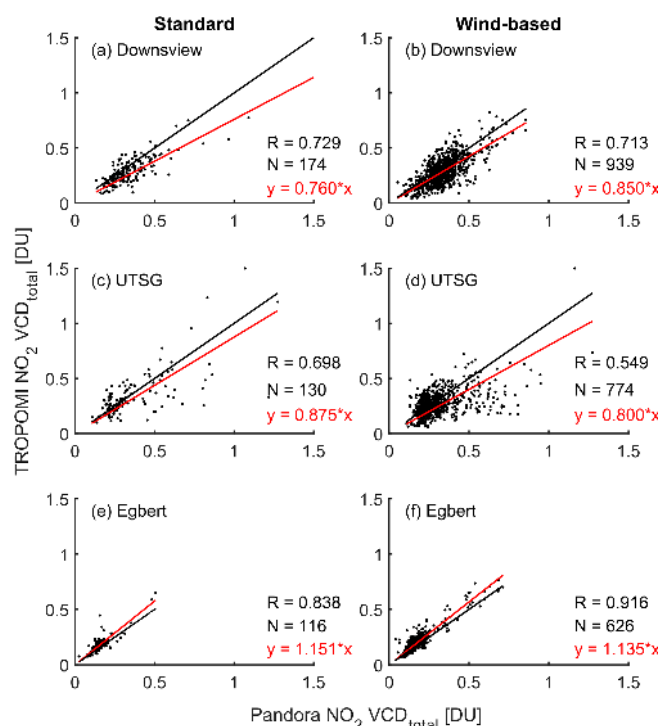 Standard
Wind-based
(a) Downsview
1.5
1
0.5
0
R = 0.729
N = 174
y = 0.760*x
0 0.5 1 1.5
(b) Downsview
1.5
1
0.5
0
R = 0.713
N = 939
y = 0.850*x
0 0.5 1 1.5
TROPOMI NO2 VCDtotal [DU]
(c) UTSG
1.5
1
0.5
0
R = 0.698
N = 130
y = 0.875*x
0 0.5 1 1.5
(d) UTSG
1.5
1
0.5
0
R = 0.549
N = 774
y = 0.800*x
0 0.5 1 1.5
(e) Egbert
1.5
1
0.5
0
R = 0.838
N = 116
y = 1.151*x
0 0.5 1 1.5
(f) Egbert
1.5
1
0.5
0
R = 0.916
N = 626
y = 1.135*x
0 0.5 1 1.5
Pandora NO2 VCDtotal [DU]